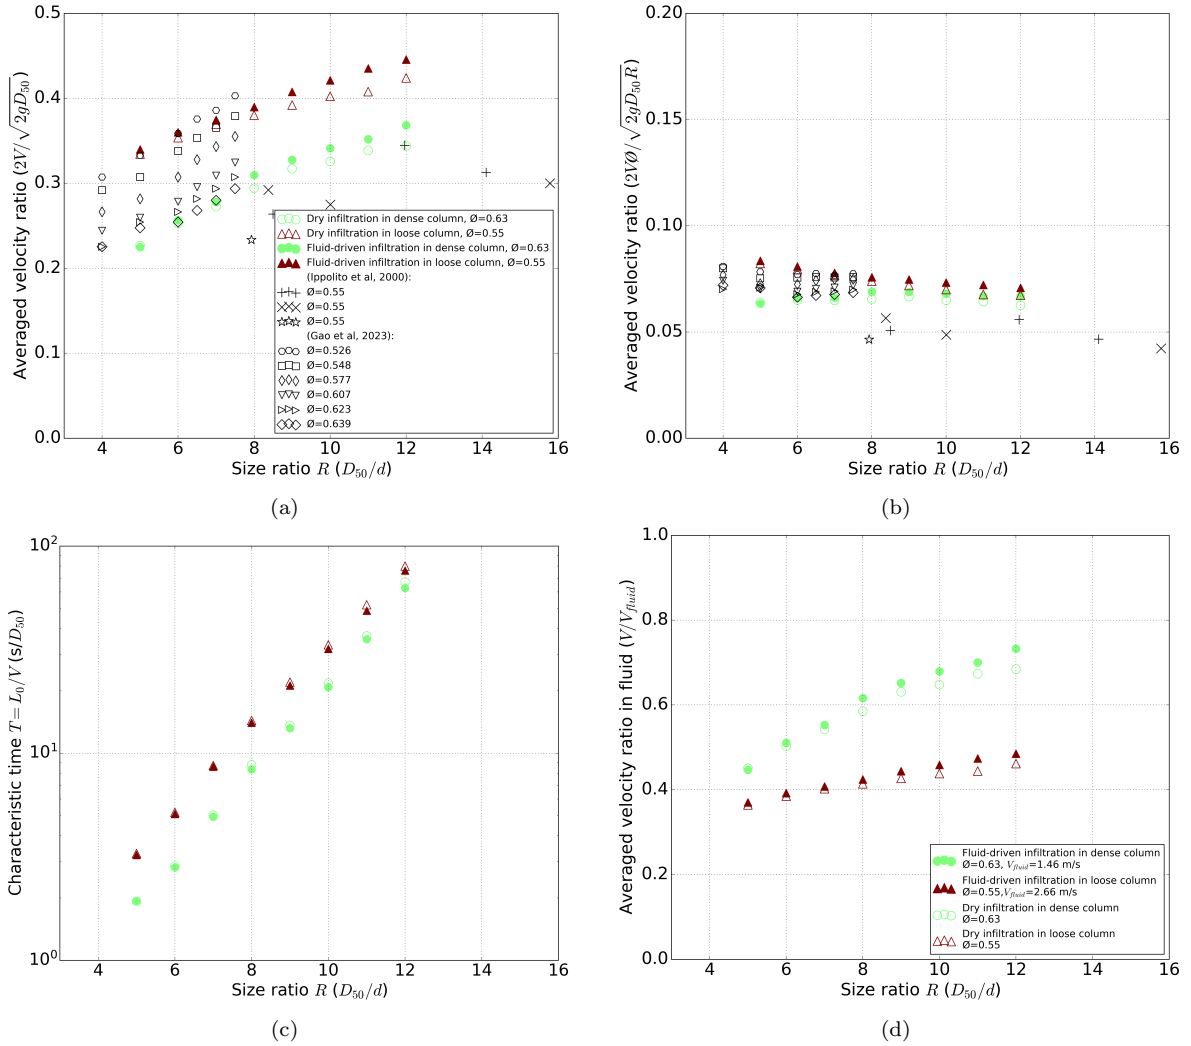 0.5
0.4
0.3
0.2
0.1
0.0
4
6
8
10
12
14
16
Averaged velocity ratio (2V/√2gD50)
Size ratio R (D50/d)
Dry infiltration in dense column, Ø=0.63
Dry infiltration in loose column, Ø=0.55
Fluid-driven infiltration in dense column, Ø=0.63
Fluid-driven infiltration in loose column, Ø=0.55
(Ippolito et al, 2000):
Ø=0.55
Ø=0.55
Ø=0.55
(Gao et al, 2023):
Ø=0.526
Ø=0.548
Ø=0.577
Ø=0.607
Ø=0.623
Ø=0.639
(a)
0.20
0.15
0.10
0.05
0.00
4
6
8
10
12
14
16
Averaged velocity ratio (2VØ/√2gD50R)
Size ratio R (D50/d)
(b)
10²
10¹
10⁰
4
6
8
10
12
14
16
Characteristic time T = L0/V (s/D50)
Size ratio R (D50/d)
(c)
1.0
0.8
0.6
0.4
0.2
0.0
4
6
8
10
12
14
16
Averaged velocity ratio in fluid (V/Vfluid)
Size ratio R (D50/d)
Fluid-driven infiltration in dense column
Ø=0.63, Vfluid=1.46 m/s
Fluid-driven infiltration in loose column
Ø=0.55,Vfluid=2.66 m/s
Dry infiltration in dense column
Ø=0.63
Dry infiltration in loose column
Ø=0.55
(d)